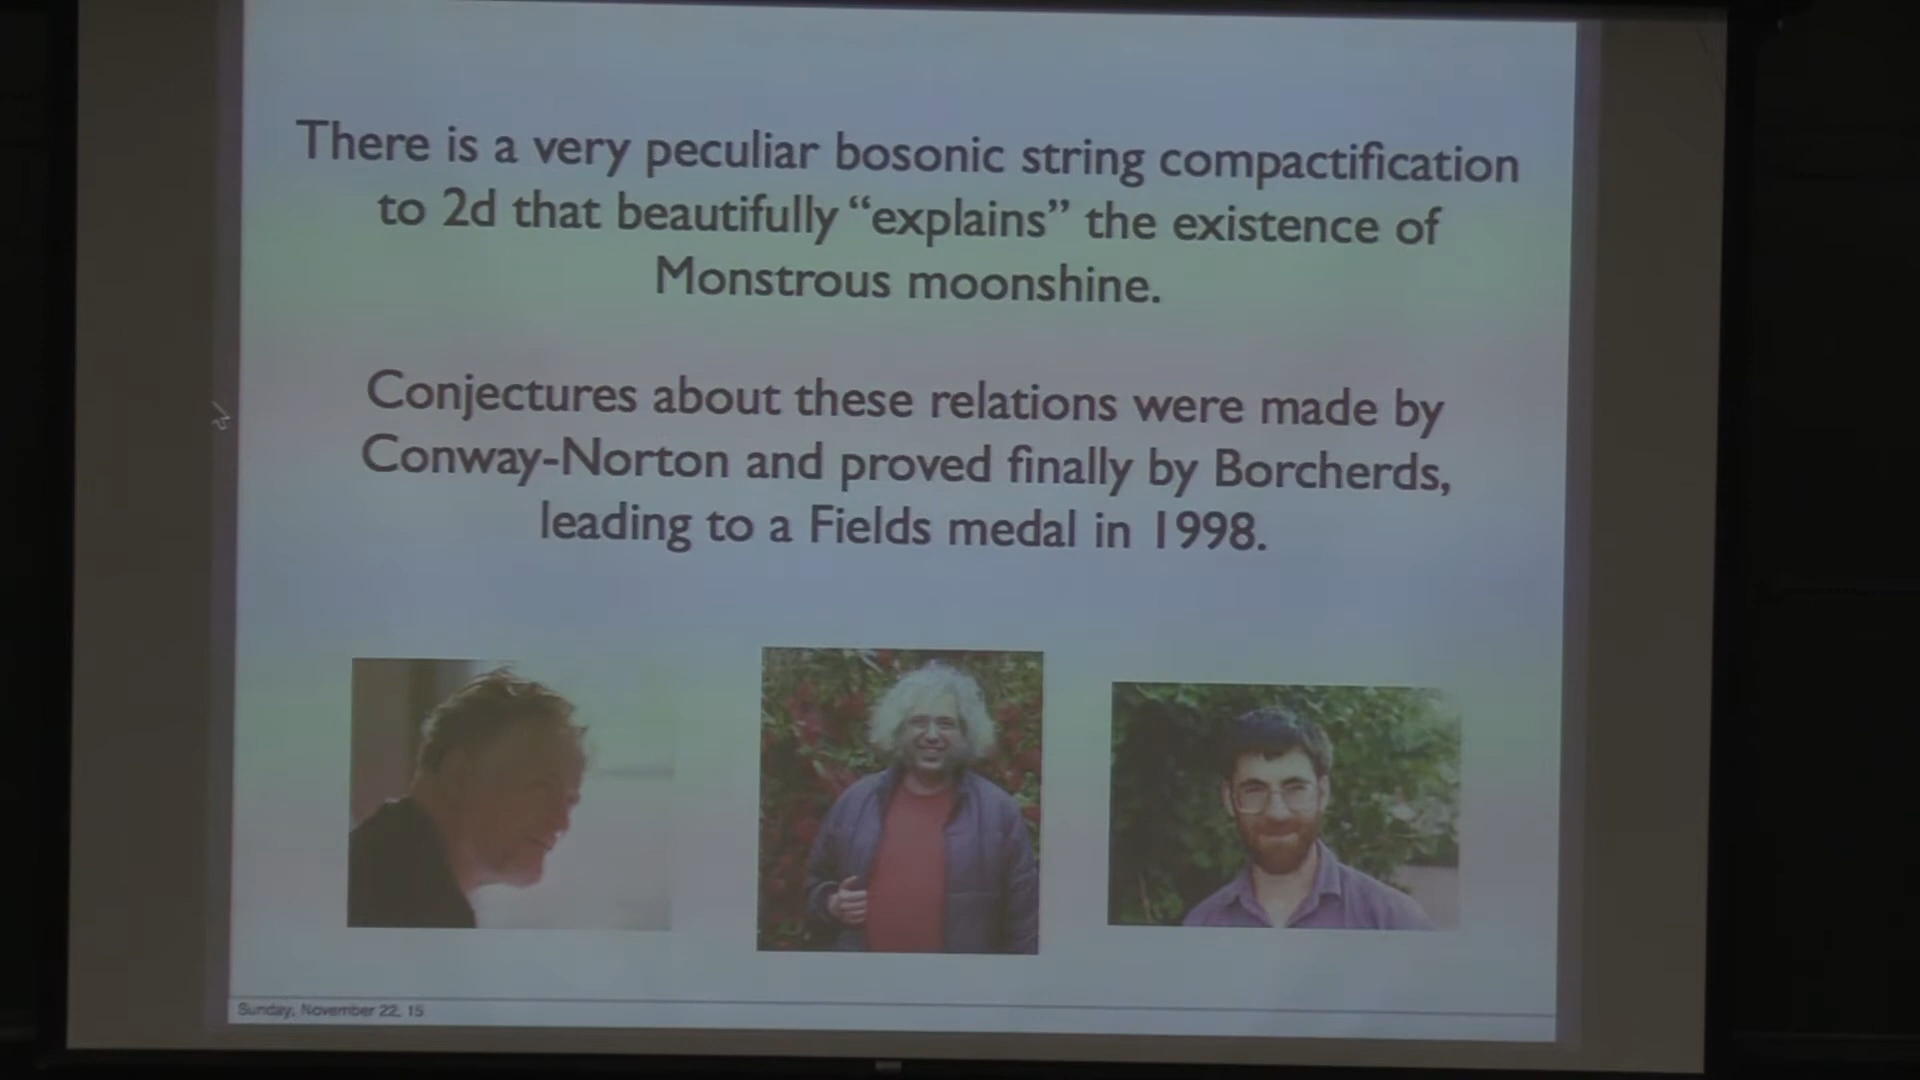 There is a very peculiar bosonic string compactification
to 2d that beautifully “explains” the existence of
Monstrous moonshine.
Conjectures about these relations were made by
Conway-Norton and proved finally by Borcherds,
leading to a Fields medal in 1998.
Sunday, November 22, 15